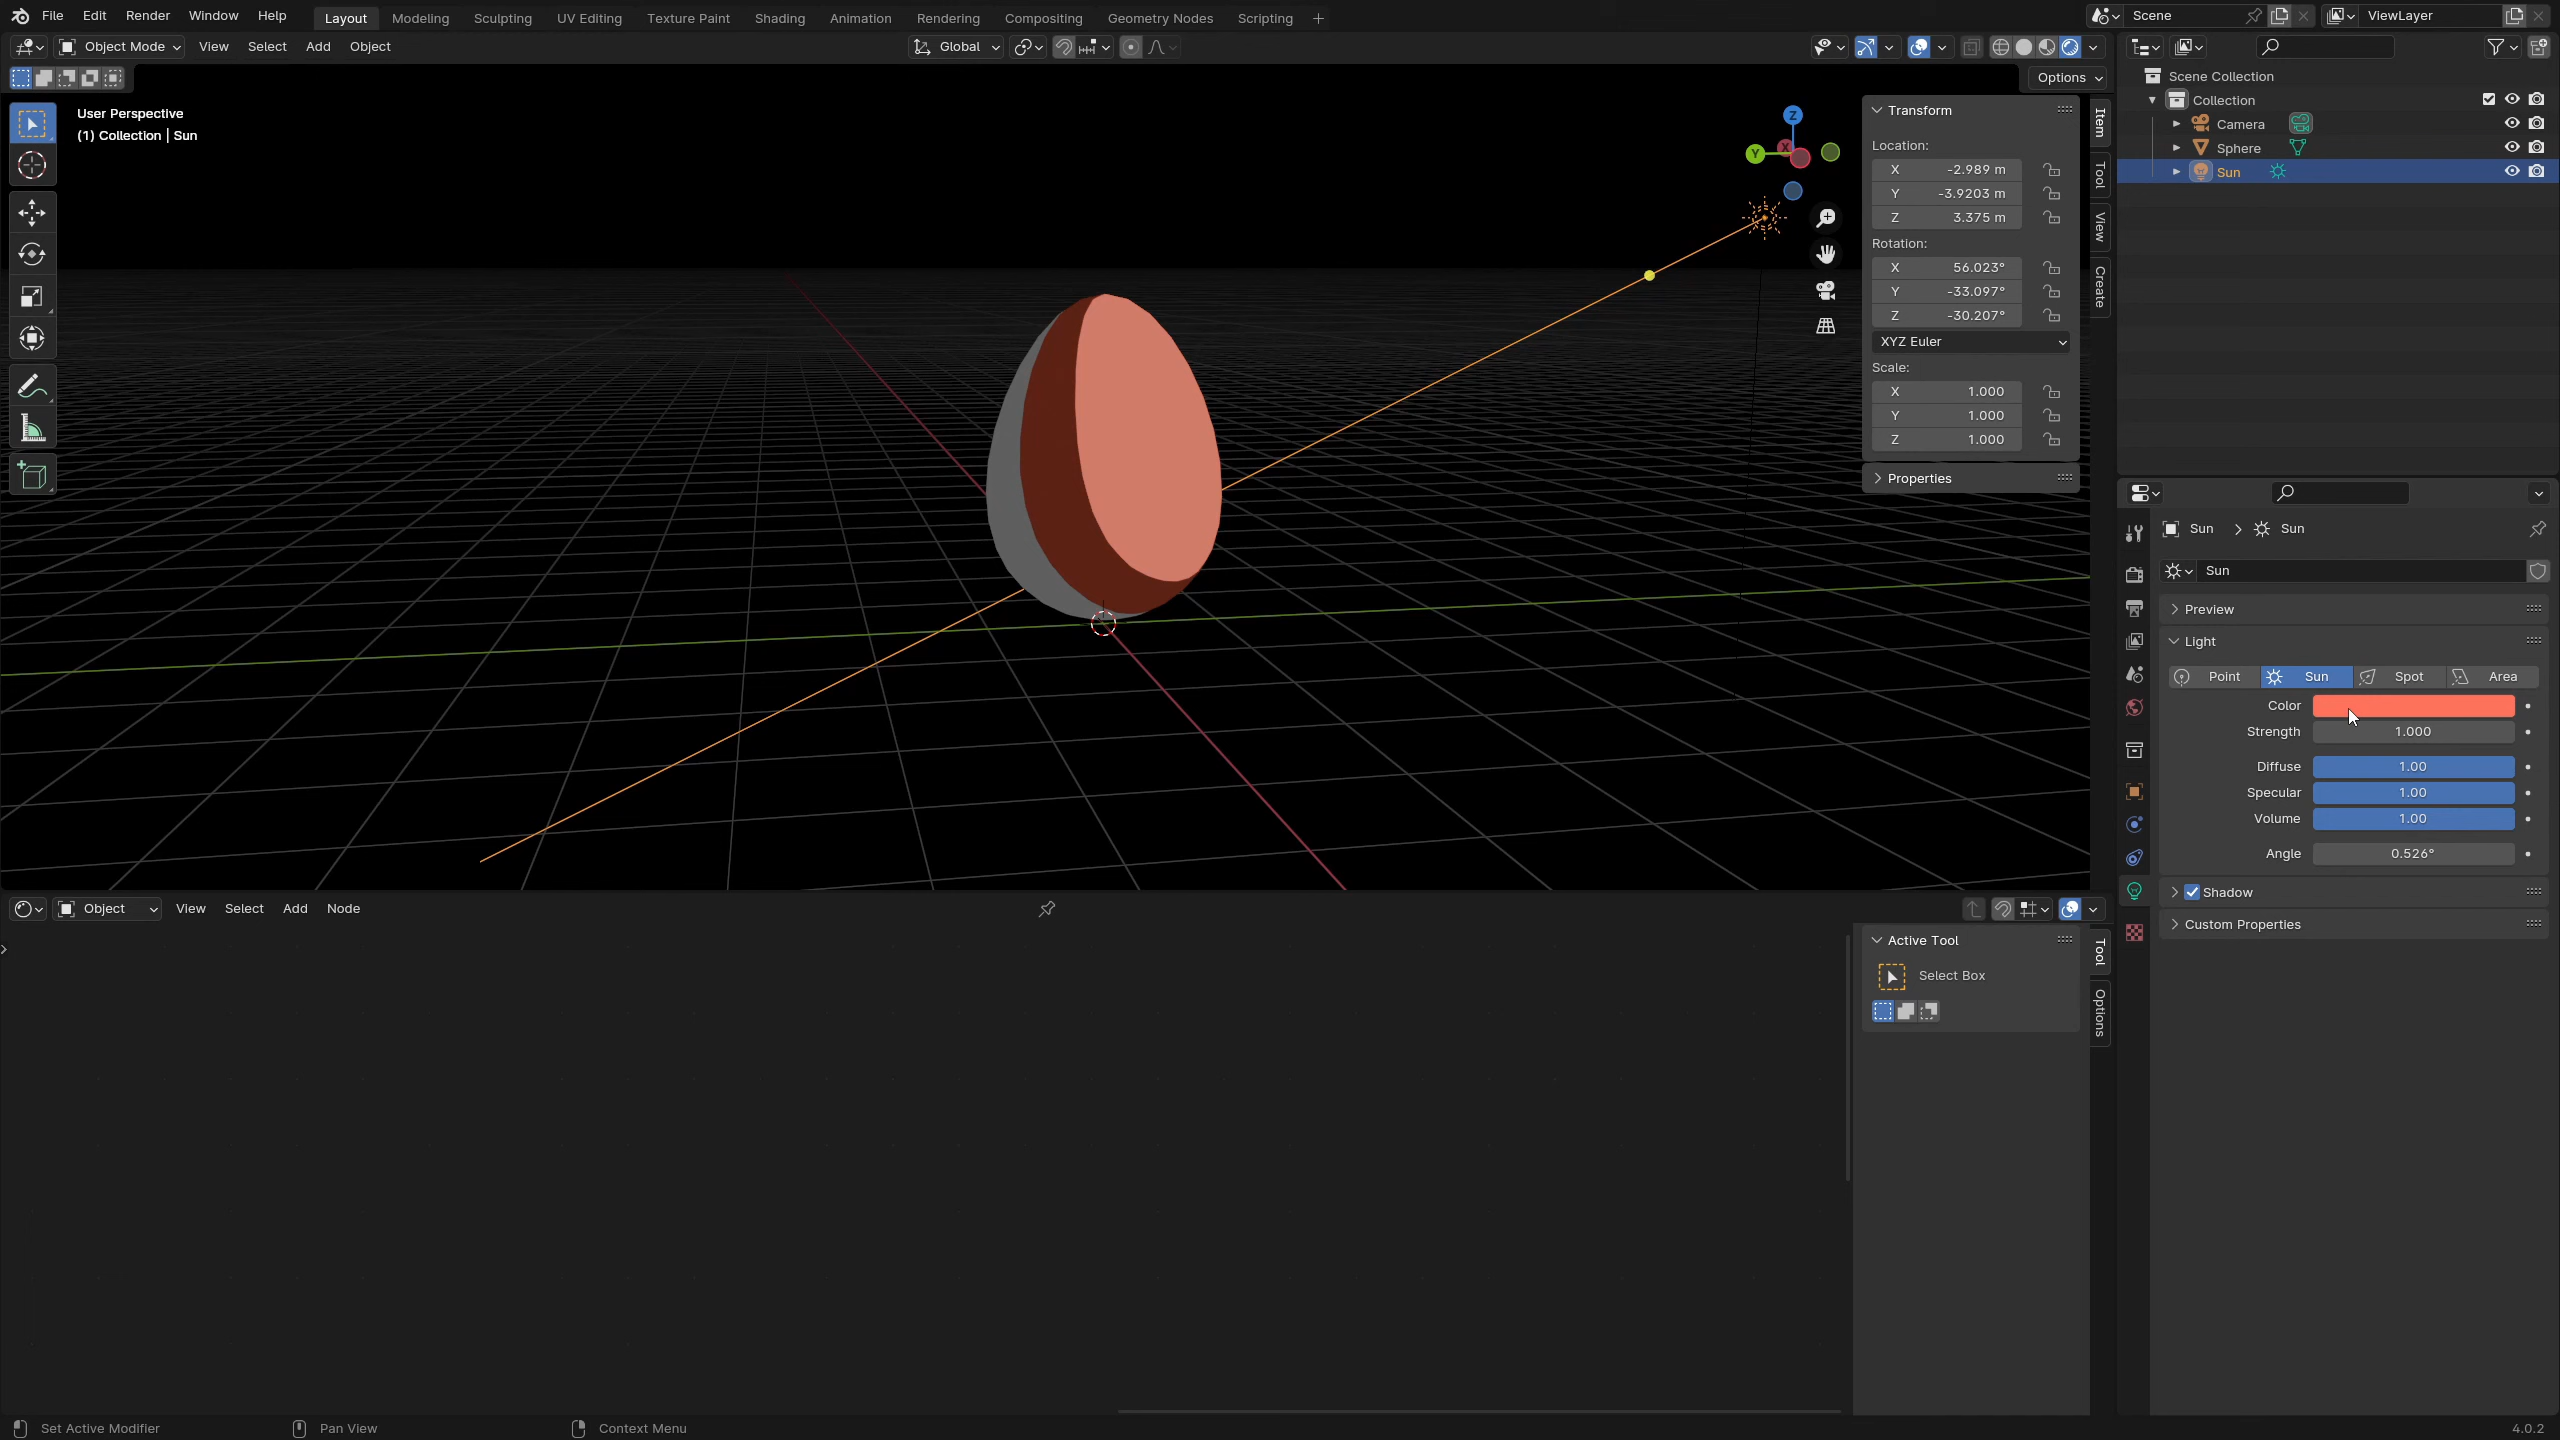 File Edit Render Window Help Layout Modeling Sculpting UV Editing Texture Paint Shading Animation Rendering Compositing Geometry Nodes Scripting + Scene ViewLayer
Object Mode View Select Add Object Global
Options
User Perspective
(1) Collection | Sun
Z
Y
X
Transform
Location:
X -2.989 m
Y -3.9203 m
Z 3.375 m
Rotation:
X 56.023°
Y -33.097°
Z -30.207°
XYZ Euler
Scale:
X 1.000
Y 1.000
Z 1.000
Properties
Item
Tool
View
Create
Scene Collection
Collection
Camera
Sphere
Sun
Sun > Sun
Sun
Preview
Light
Point Sun Spot Area
Color
Strength 1.000
Diffuse 1.00
Specular 1.00
Volume 1.00
Angle 0.526°
Shadow
Custom Properties
Object View Select Add Node
Active Tool
Select Box
Tool
Options
Set Active Modifier Pan View Context Menu 4.0.2